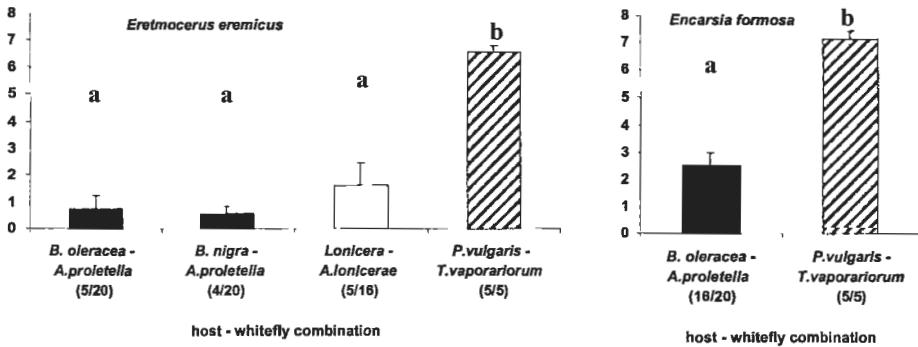 Eretmocerus eremicus
8
7
6
5
4
3
2
1
0
a
a
a
b
B. oleracea -
A.proletella
(5/20)
B. nigra -
A.proletella
(4/20)
Lonicera -
A.lonicerae
(5/16)
P.vulgaris -
T.vaporariorum
(5/5)
host - whitefly combination
Encarsia formosa
8
7
6
5
4
3
2
1
0
a
b
B. oleracea -
A.proletella
(16/20)
P.vulgaris -
T.vaporariorum
(5/5)
host - whitefly combination